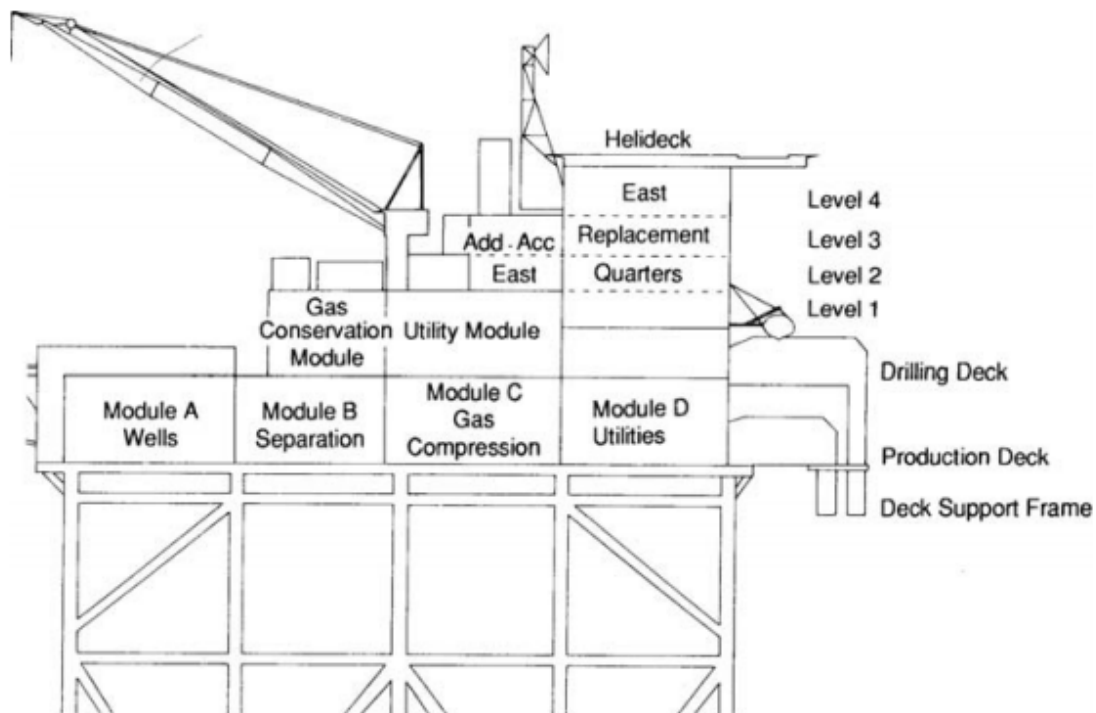 Helideck
East
Level 4
Add - Acc
Replacement
Level 3
East
Quarters
Level 2
Level 1
Gas
Conservation
Module
Utility Module
Drilling Deck
Module A
Wells
Module B
Separation
Module C
Gas
Compression
Module D
Utilities
Production Deck
Deck Support Frame